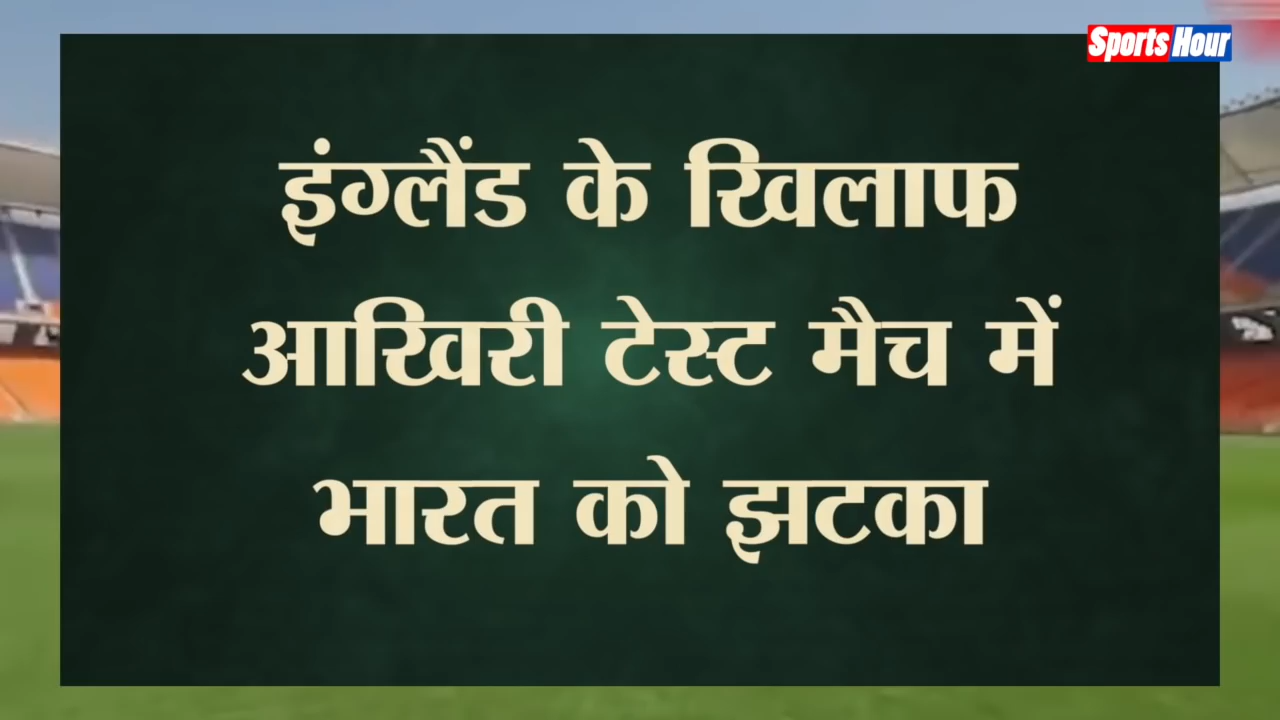 Sports Hour
इंग्लैंड के खिलाफ
आखिरी टेस्ट मैच में
भारत को झटका